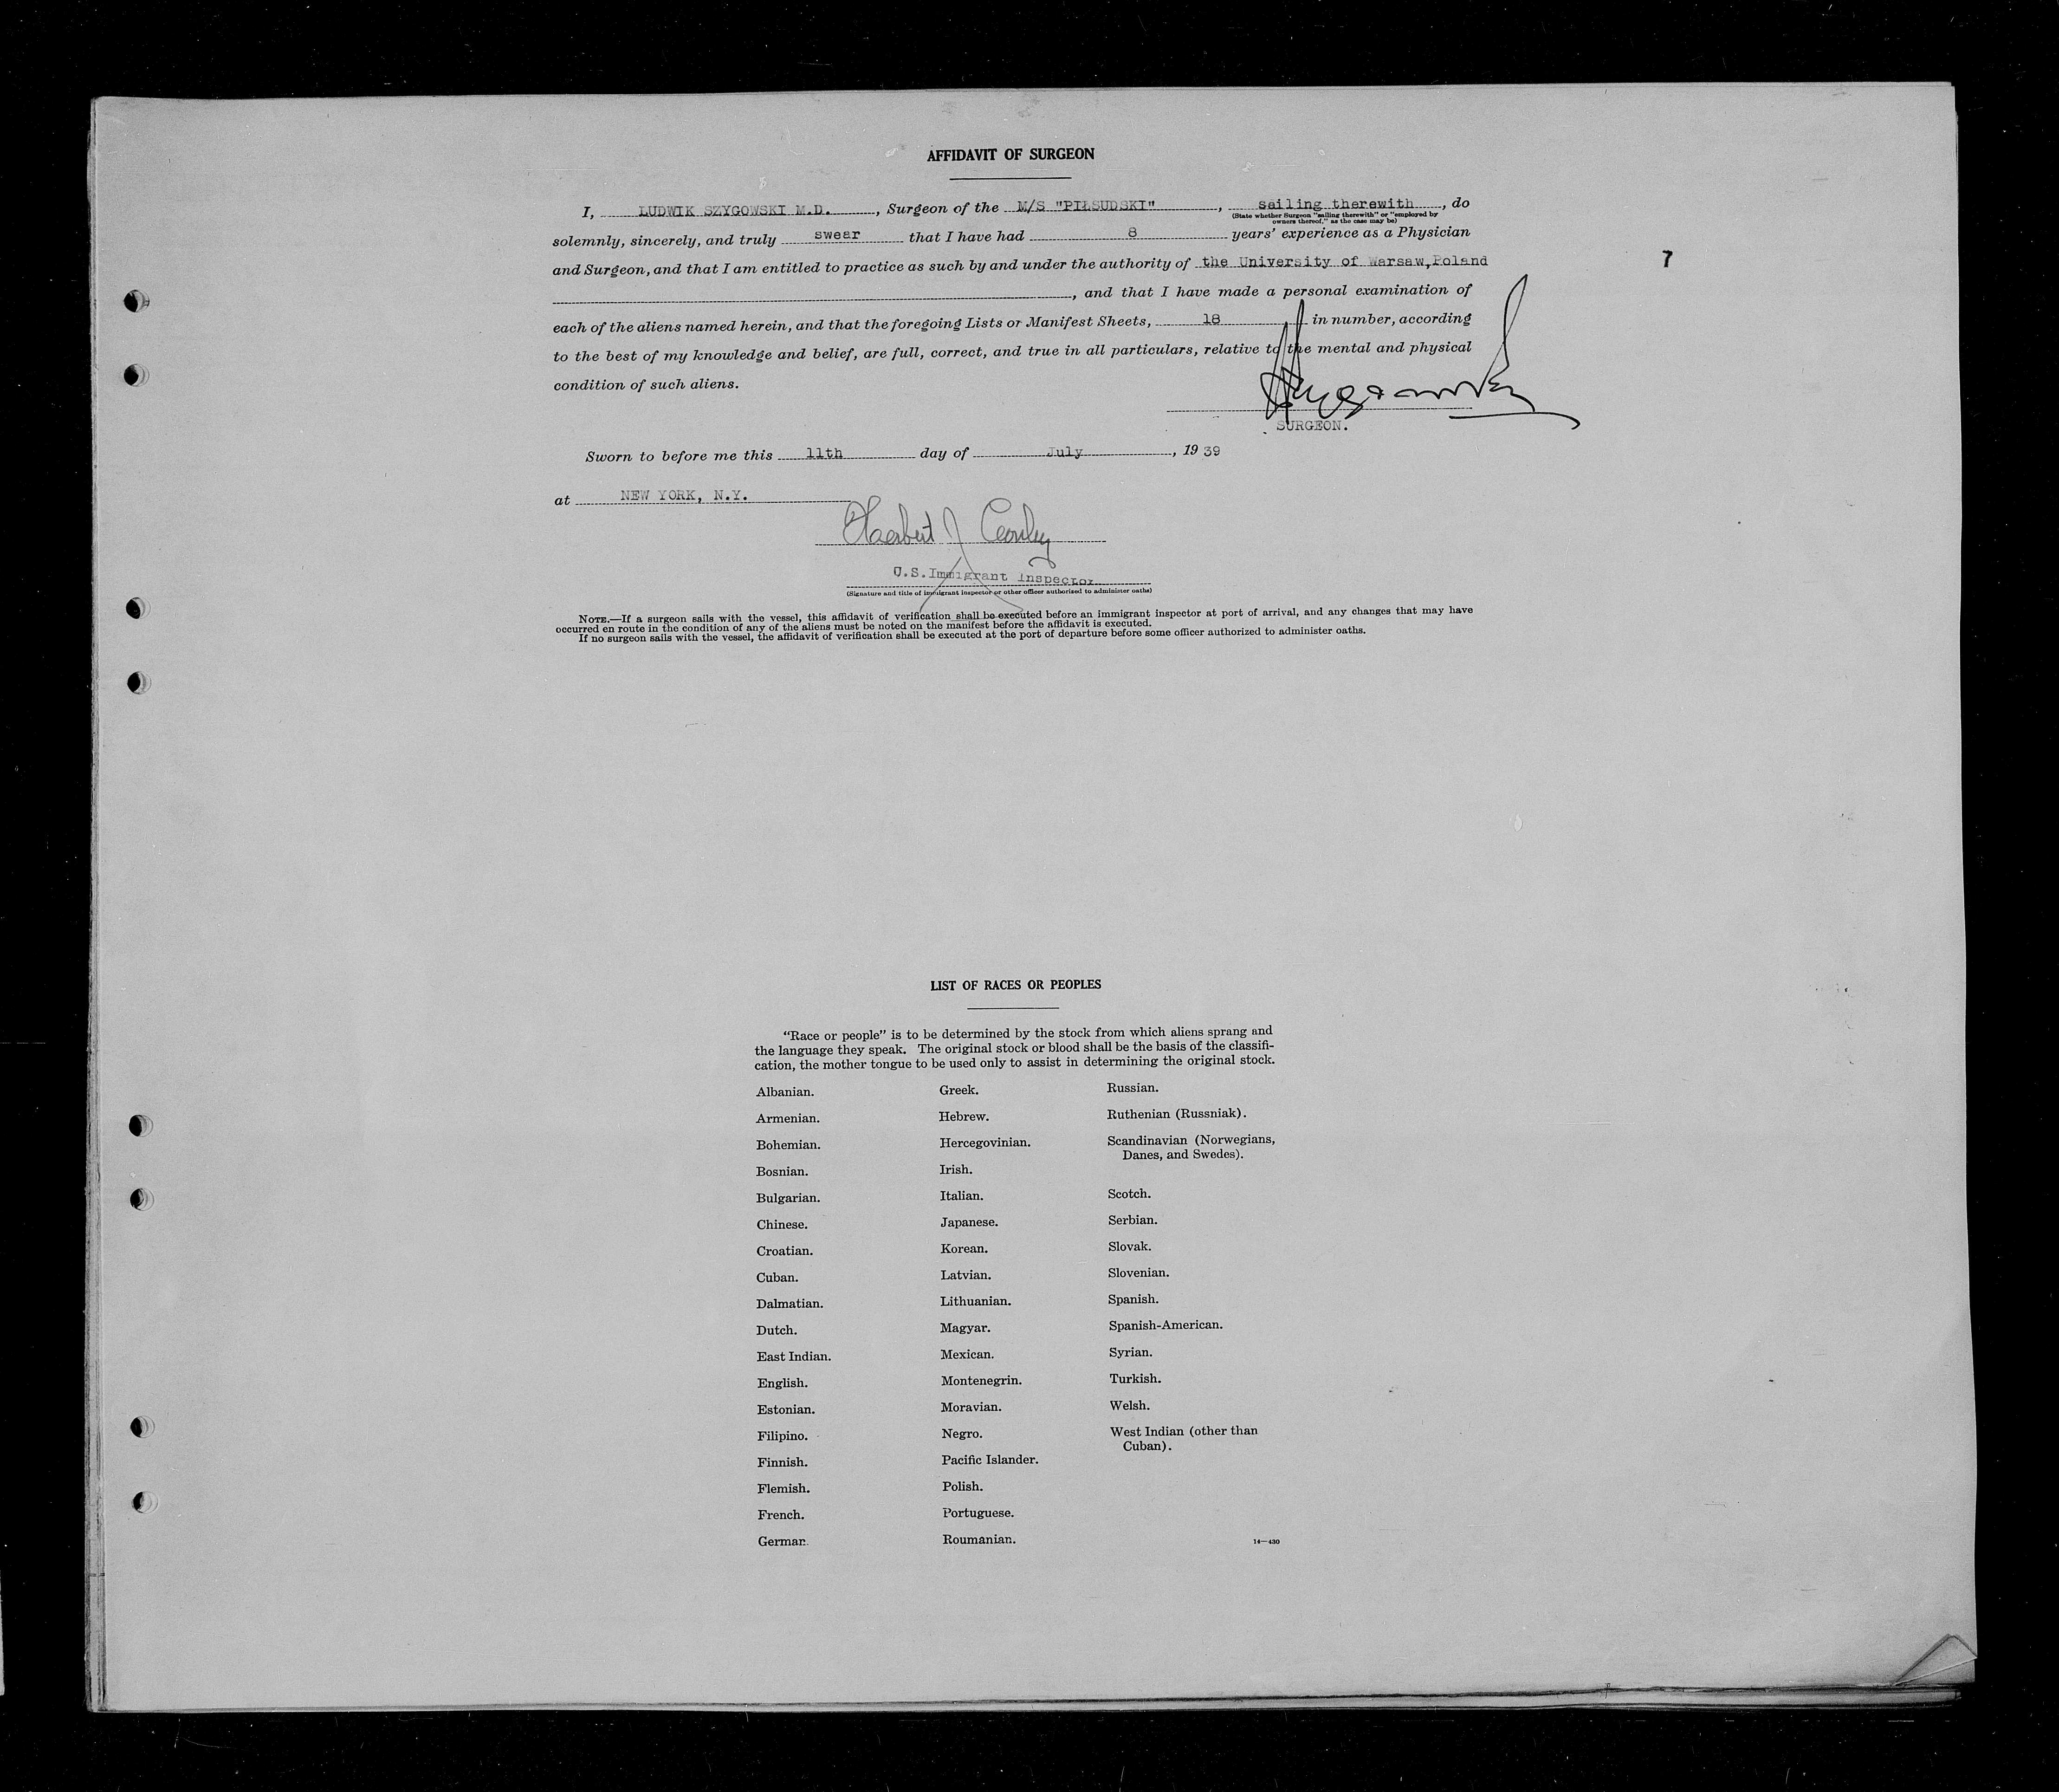 AFFIDAVIT OF SURGEON
I, LUDWIK SZYGOWSKI M.D. , Surgeon of the M/S "PIŁSUDSKI" , sailing therewith , do
(State whether Surgeon "sailing therewith" or "employed by
owners thereof," as the case may be)
solemnly, sincerely, and truly swear that I have had 8 years' experience as a Physician
and Surgeon, and that I am entitled to practice as such by and under the authority of the University of Warsaw,Poland
7
, and that I have made a personal examination of
each of the aliens named herein, and that the foregoing Lists or Manifest Sheets, 18 in number, according
to the best of my knowledge and belief, are full, correct, and true in all particulars, relative to the mental and physical
condition of such aliens.
SURGEON.
Sworn to before me this 11th day of July , 1939
at NEW YORK, N.Y.
Herbert J
U.S.Immigrant Inspector
(Signature and title of immigrant inspector or other officer authorized to administer oaths)
NOTE.—If a surgeon sails with the vessel, this affidavit of verification shall be executed before an immigrant inspector at port of arrival, and any changes that may have
occurred en route in the condition of any of the aliens must be noted on the manifest before the affidavit is executed.
If no surgeon sails with the vessel, the affidavit of verification shall be executed at the port of departure before some officer authorized to administer oaths.
LIST OF RACES OR PEOPLES
"Race or people" is to be determined by the stock from which aliens sprang and
the language they speak. The original stock or blood shall be the basis of the classifi-
cation, the mother tongue to be used only to assist in determining the original stock.
Albanian.
Armenian.
Bohemian.
Bosnian.
Bulgarian.
Chinese.
Croatian.
Cuban.
Dalmatian.
Dutch.
East Indian.
English.
Estonian.
Filipino.
Finnish.
Flemish.
French.
German.
Greek.
Hebrew.
Hercegovinian.
Irish.
Italian.
Japanese.
Korean.
Latvian.
Lithuanian.
Magyar.
Mexican.
Montenegrin.
Moravian.
Negro.
Pacific Islander.
Polish.
Portuguese.
Roumanian.
Russian.
Ruthenian (Russniak).
Scandinavian (Norwegians,
Danes, and Swedes).
Scotch.
Serbian.
Slovak.
Slovenian.
Spanish.
Spanish-American.
Syrian.
Turkish.
Welsh.
West Indian (other than
Cuban).
14—430